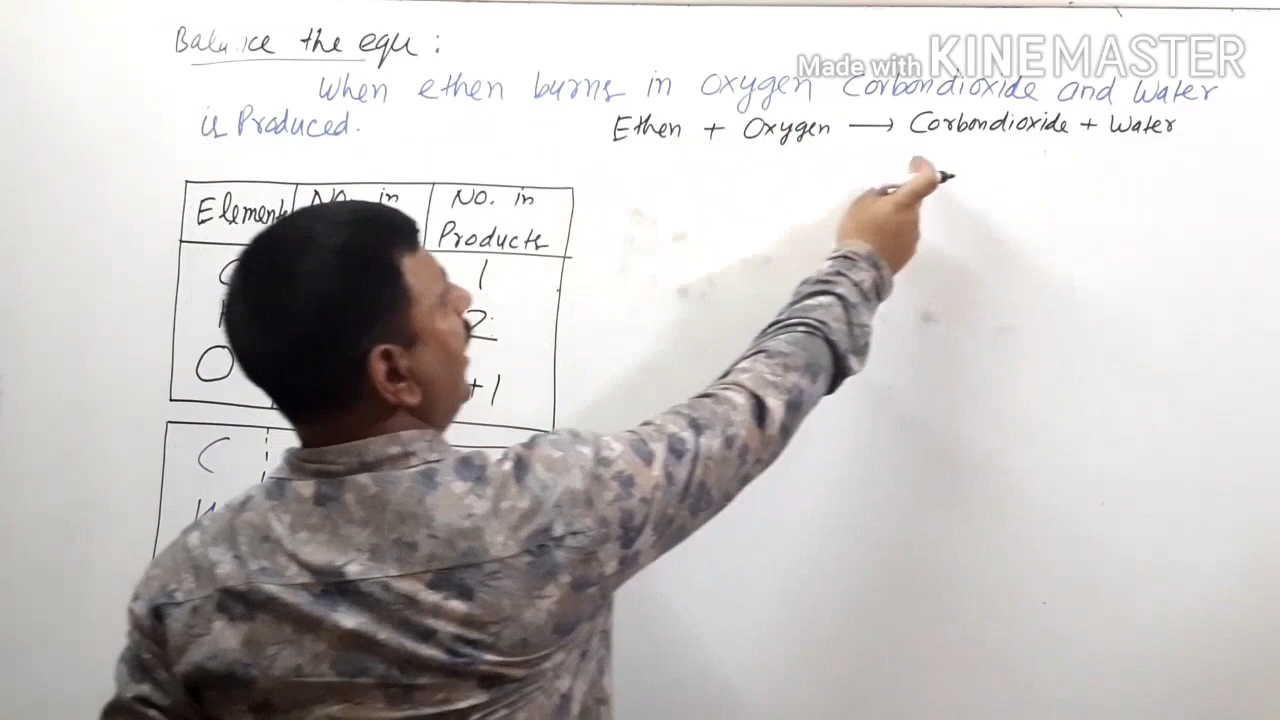 Balance the equ :
Made with KINEMASTER
When ethen burns in oxygen Corbondioxide and water
is Produced.
Ethen + Oxygen → Corbondioxide + Water
Element No. in No. in
Products
1
2
O +1
C